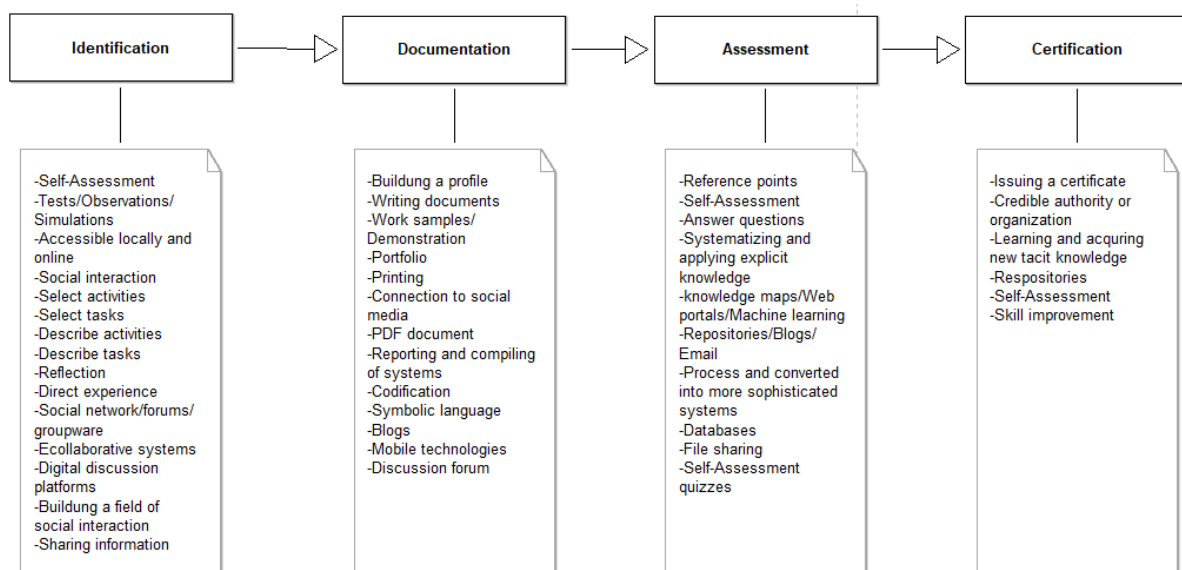 Identification
Documentation
Assessment
Certification
-Self-Assessment
-Tests/Observations/
Simulations
-Accessible locally and
online
-Social interaction
-Select activities
-Select tasks
-Describe activities
-Describe tasks
-Reflection
-Direct experience
-Social network/forums/
groupware
-Ecollaborative systems
-Digital discussion
platforms
-Buildung a field of
social interaction
-Sharing information
-Buildung a profile
-Writing documents
-Work samples/
Demonstration
-Portfolio
-Printing
-Connection to social
media
-PDF document
-Reporting and compiling
of systems
-Codification
-Symbolic language
-Blogs
-Mobile technologies
-Discussion forum
-Reference points
-Self-Assessment
-Answer questions
-Systematizing and
applying explicit
knowledge
-knowledge maps/Web
portals/Machine learning
-Repositories/Blogs/
Email
-Process and converted
into more sophisticated
systems
-Databases
-File sharing
-Self-Assessment
quizzes
-Issuing a certificate
-Credible authority or
organization
-Learning and acquring
new tacit knowledge
-Respositories
-Self-Assessment
-Skill improvement